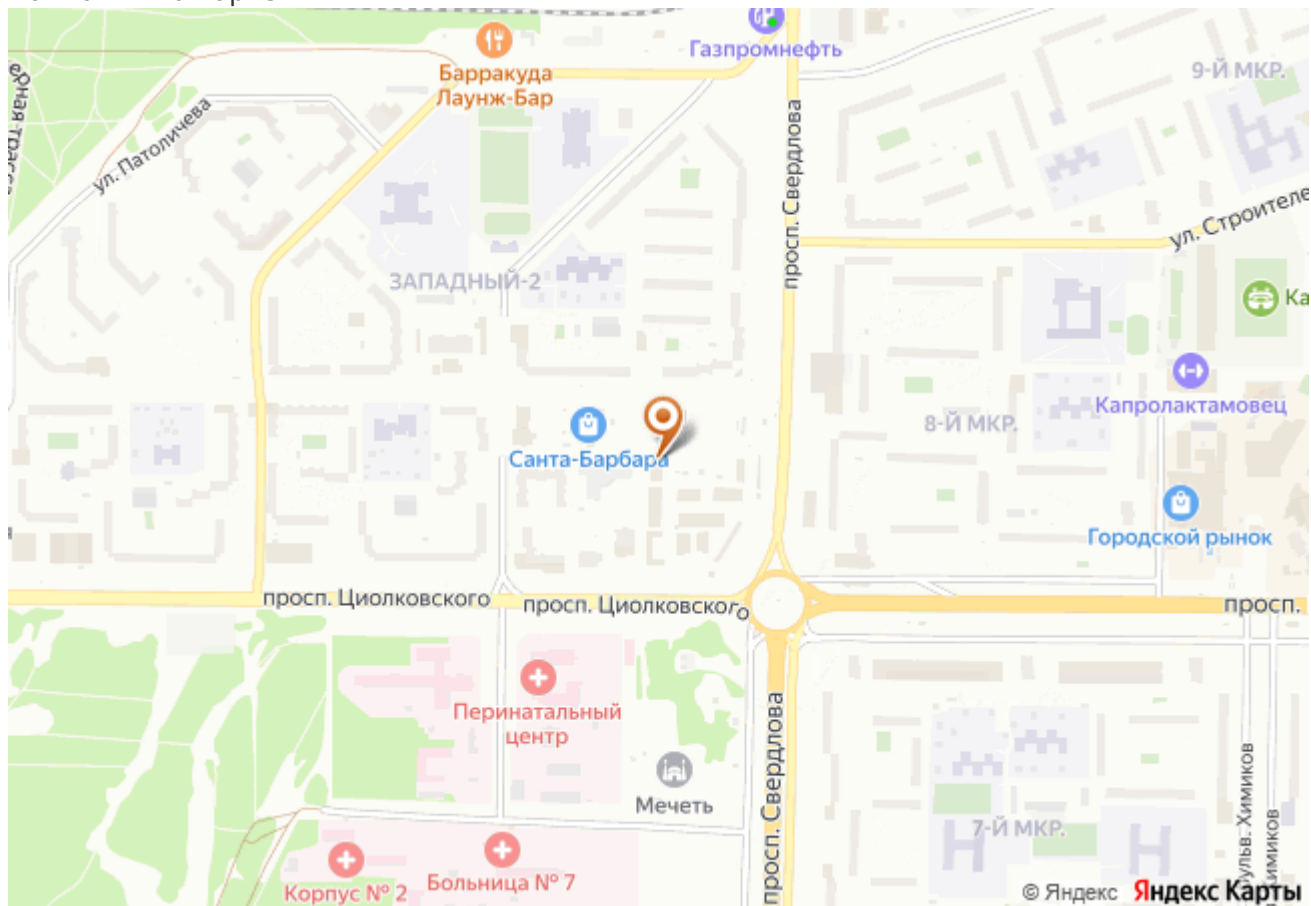 Газпромнефть
Барракуда
Лаунж-Бар
9-Й МКР.
ул. Патоличева
просп. Свердлова
ул. Строителе
ЗАПАДНЫЙ-2
Ка
Капролактамовец
8-Й МКР.
Санта-Барбара
Городской рынок
просп. Циолковского
просп. Циолковского
просп.
Перинатальный
центр
просп. Свердлова
Мечеть
7-Й МКР.
Корпус № 2
Больница № 7
© Яндекс Яндекс Карты